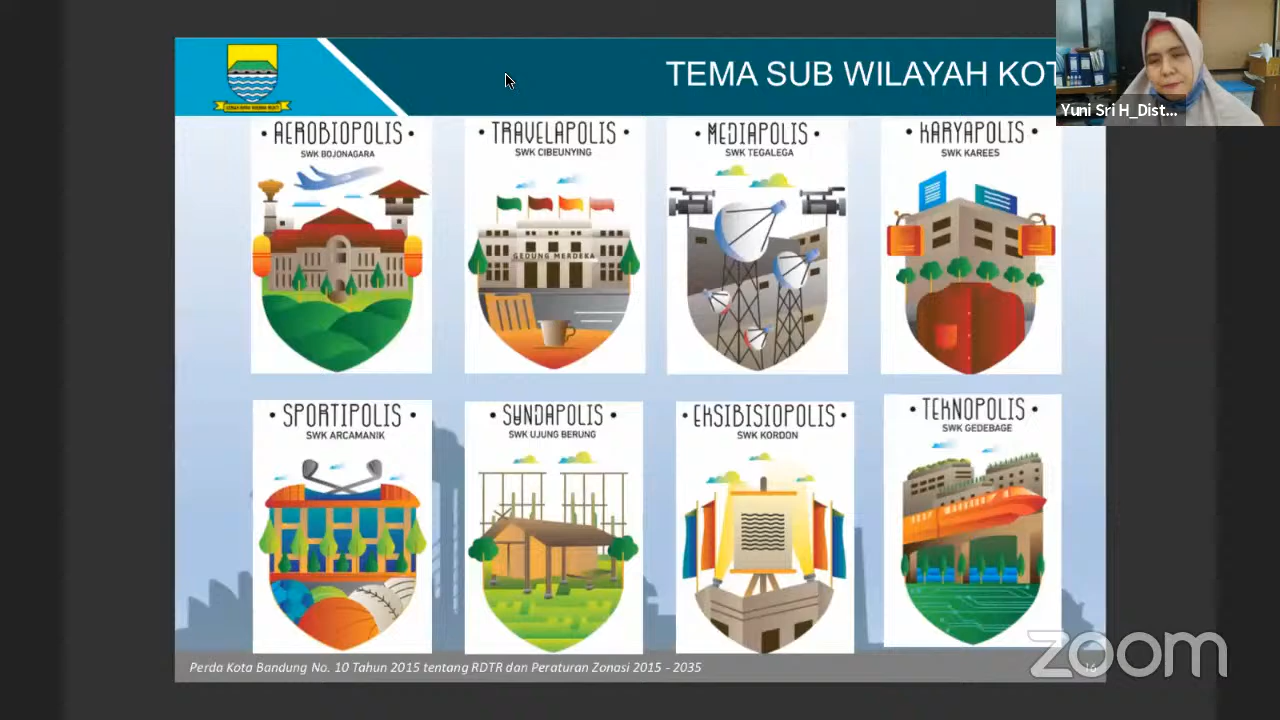 TEMA SUB WILAYAH KOT
Yuni Sri H_Dist...
• AEROBIOPOLIS •
SWK BOJONAGARA
• TRAVELAPOLIS •
SWK CIBEUNYING
GEDUNG MERDEKA
• MEDIAPOLIS •
SWK TEGALEGA
• KARYAPOLIS •
SWK KAREES
• SPORTIPOLIS •
SWK ARCAMANIK
• SUNDAPOLIS •
SWK UJUNG BERUNG
• EKSIBISIOPOLIS •
SWK KORDON
• TEKNOPOLIS •
SWK GEDEBAGE
Perda Kota Bandung No. 10 Tahun 2015 tentang RDTR dan Peraturan Zonasi 2015 - 2035
16
zoom